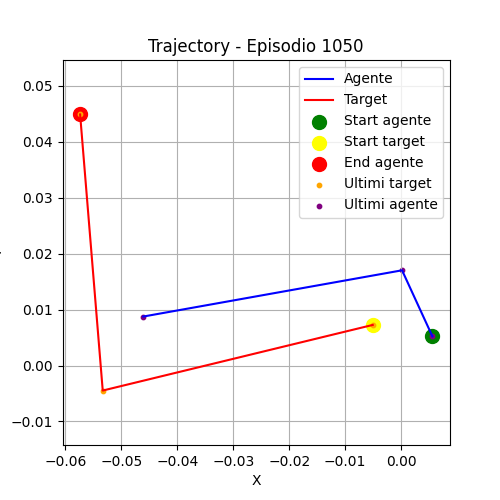 Trajectory - Episodio 1050
0.05
0.04
0.03
0.02
0.01
0.00
−0.01
−0.06
−0.05
−0.04
−0.03
−0.02
−0.01
0.00
X
Agente
Target
Start agente
Start target
End agente
Ultimi target
Ultimi agente